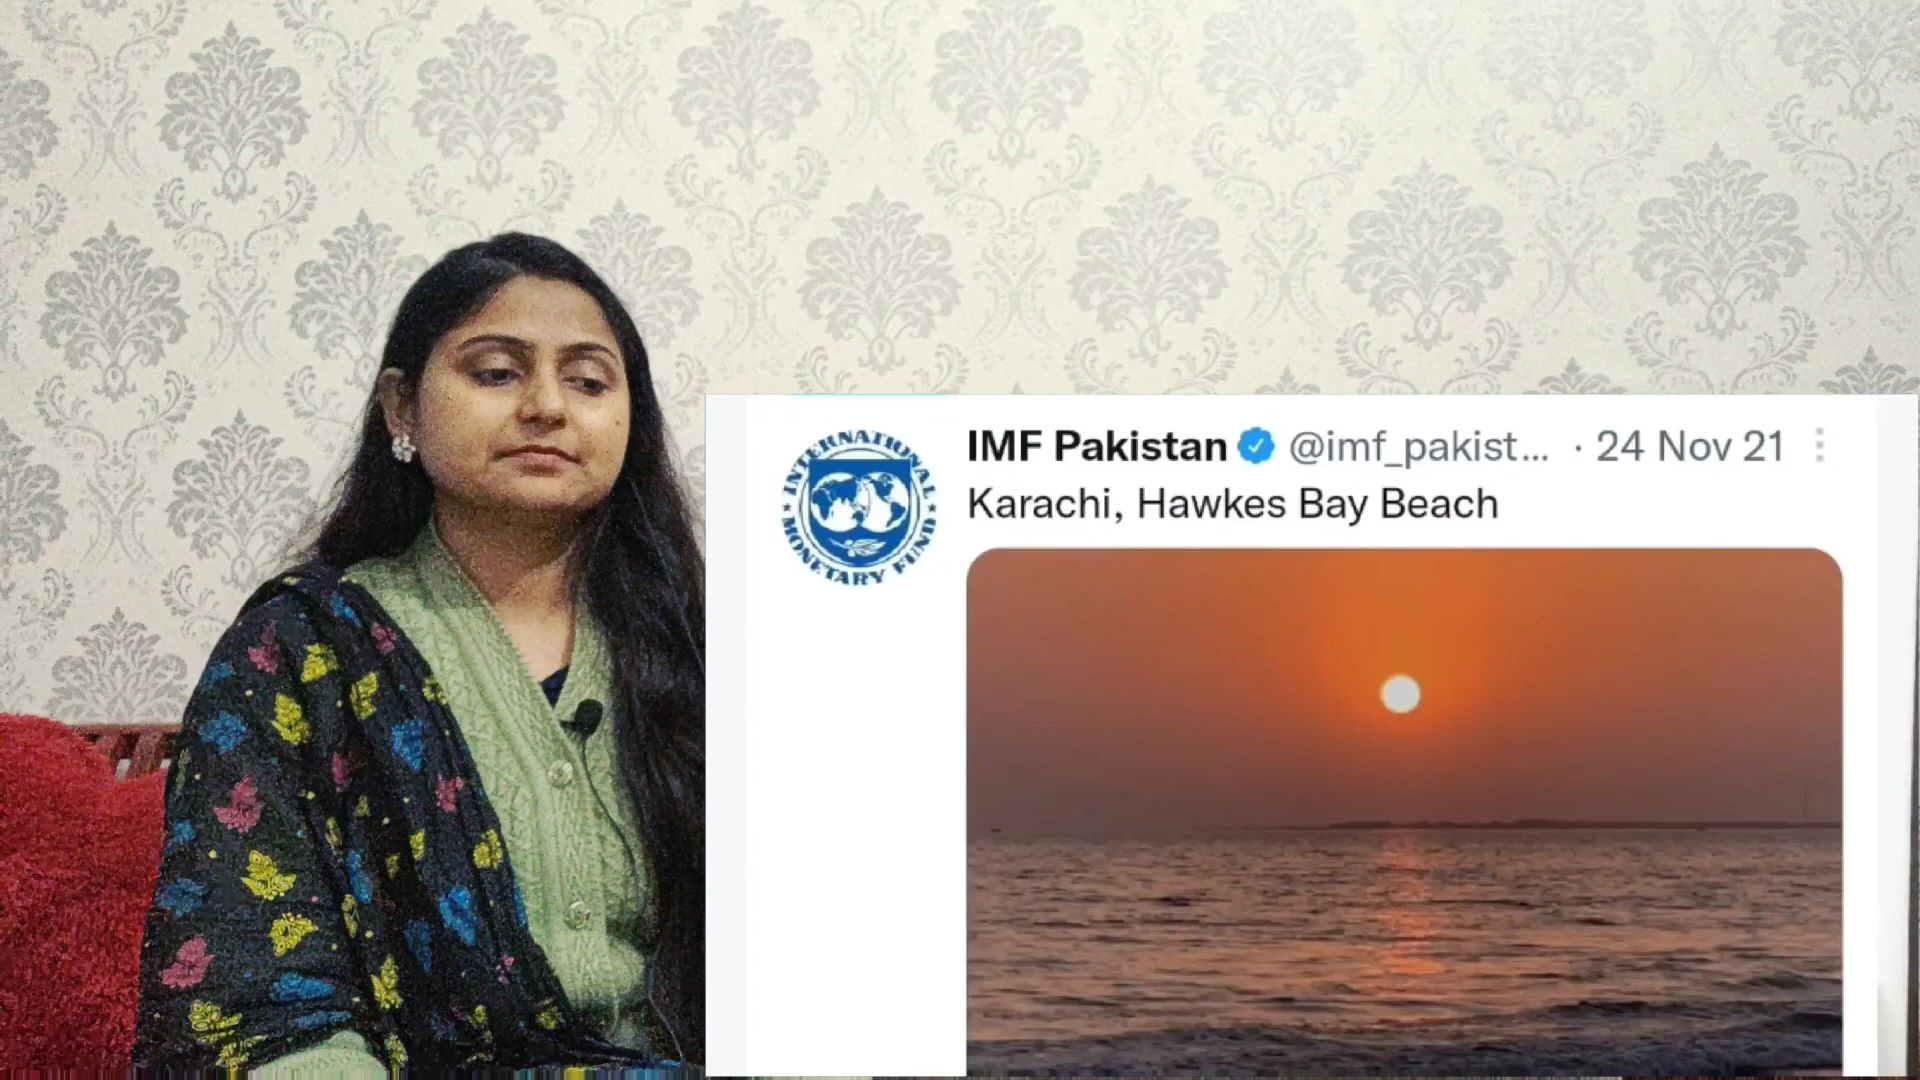 INTERNATIONAL
MONETARY FUND
IMF Pakistan @imf_pakist... · 24 Nov 21
Karachi, Hawkes Bay Beach